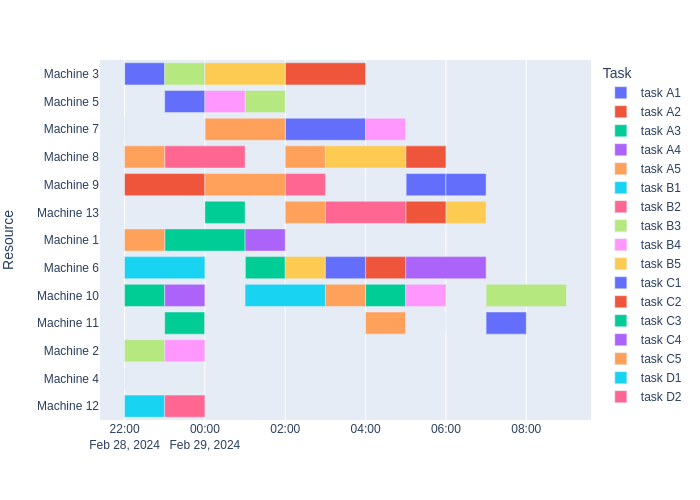 Task
Machine 3
Machine 5
Machine 7
Machine 8
Machine 9
Machine 13
Machine 1
Machine 6
Machine 10
Machine 11
Machine 2
Machine 4
Machine 12
Resource
22:00 00:00 02:00 04:00 06:00 08:00
Feb 28, 2024 Feb 29, 2024
task A1
task A2
task A3
task A4
task A5
task B1
task B2
task B3
task B4
task B5
task C1
task C2
task C3
task C4
task C5
task D1
task D2